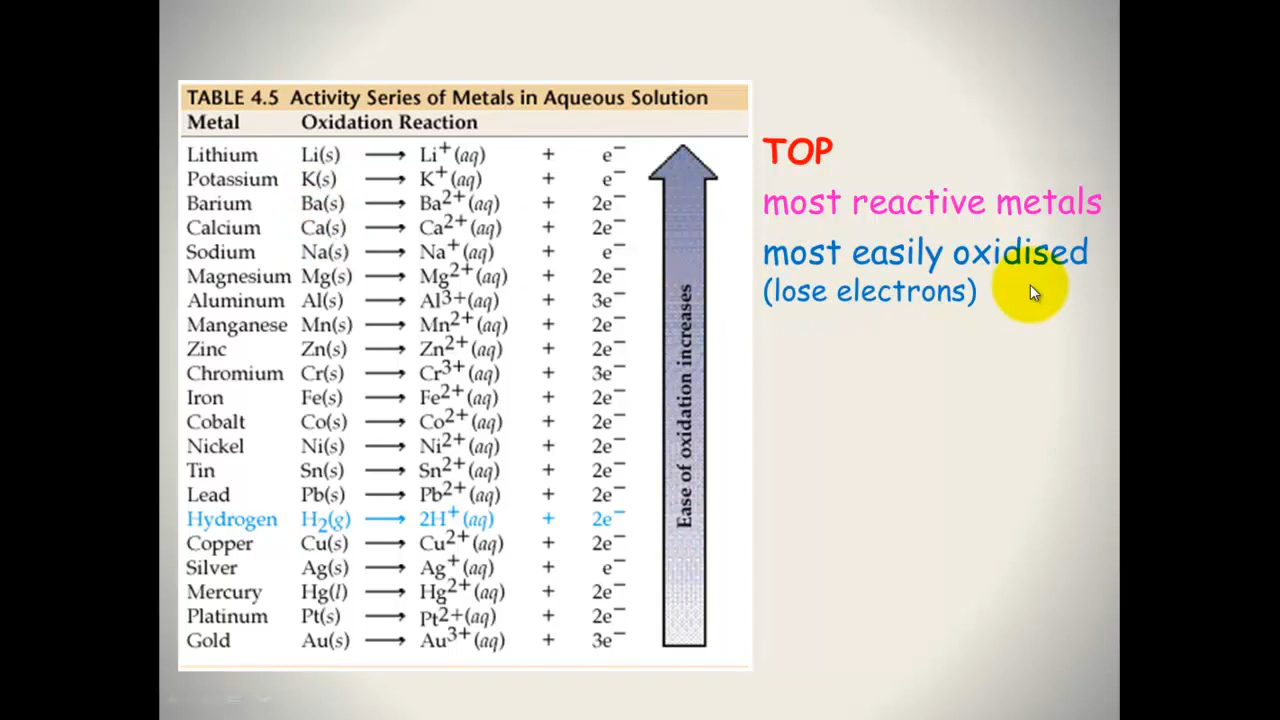 TABLE 4.5 Activity Series of Metals in Aqueous Solution
Metal Oxidation Reaction
Lithium Li(s) ⟶ Li⁺(aq) + e⁻
Potassium K(s) ⟶ K⁺(aq) + e⁻
Barium Ba(s) ⟶ Ba²⁺(aq) + 2e⁻
Calcium Ca(s) ⟶ Ca²⁺(aq) + 2e⁻
Sodium Na(s) ⟶ Na⁺(aq) + e⁻
Magnesium Mg(s) ⟶ Mg²⁺(aq) + 2e⁻
Aluminum Al(s) ⟶ Al³⁺(aq) + 3e⁻
Manganese Mn(s) ⟶ Mn²⁺(aq) + 2e⁻
Zinc Zn(s) ⟶ Zn²⁺(aq) + 2e⁻
Chromium Cr(s) ⟶ Cr³⁺(aq) + 3e⁻
Iron Fe(s) ⟶ Fe²⁺(aq) + 2e⁻
Cobalt Co(s) ⟶ Co²⁺(aq) + 2e⁻
Nickel Ni(s) ⟶ Ni²⁺(aq) + 2e⁻
Tin Sn(s) ⟶ Sn²⁺(aq) + 2e⁻
Lead Pb(s) ⟶ Pb²⁺(aq) + 2e⁻
Hydrogen H₂(g) ⟶ 2H⁺(aq) + 2e⁻
Copper Cu(s) ⟶ Cu²⁺(aq) + 2e⁻
Silver Ag(s) ⟶ Ag⁺(aq) + e⁻
Mercury Hg(l) ⟶ Hg²⁺(aq) + 2e⁻
Platinum Pt(s) ⟶ Pt²⁺(aq) + 2e⁻
Gold Au(s) ⟶ Au³⁺(aq) + 3e⁻
Ease of oxidation increases
TOP
most reactive metals
most easily oxidised
(lose electrons)